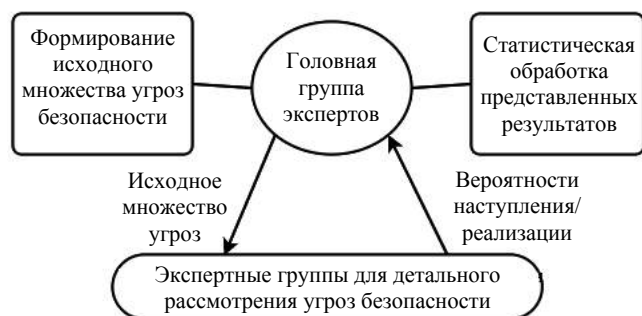 Формирование
исходного
множества угроз
безопасности
Головная
группа
экспертов
Статистическая
обработка
представленных
результатов
Исходное
множество
угроз
Вероятности
наступления/
реализации
Экспертные группы для детального
рассмотрения угроз безопасности